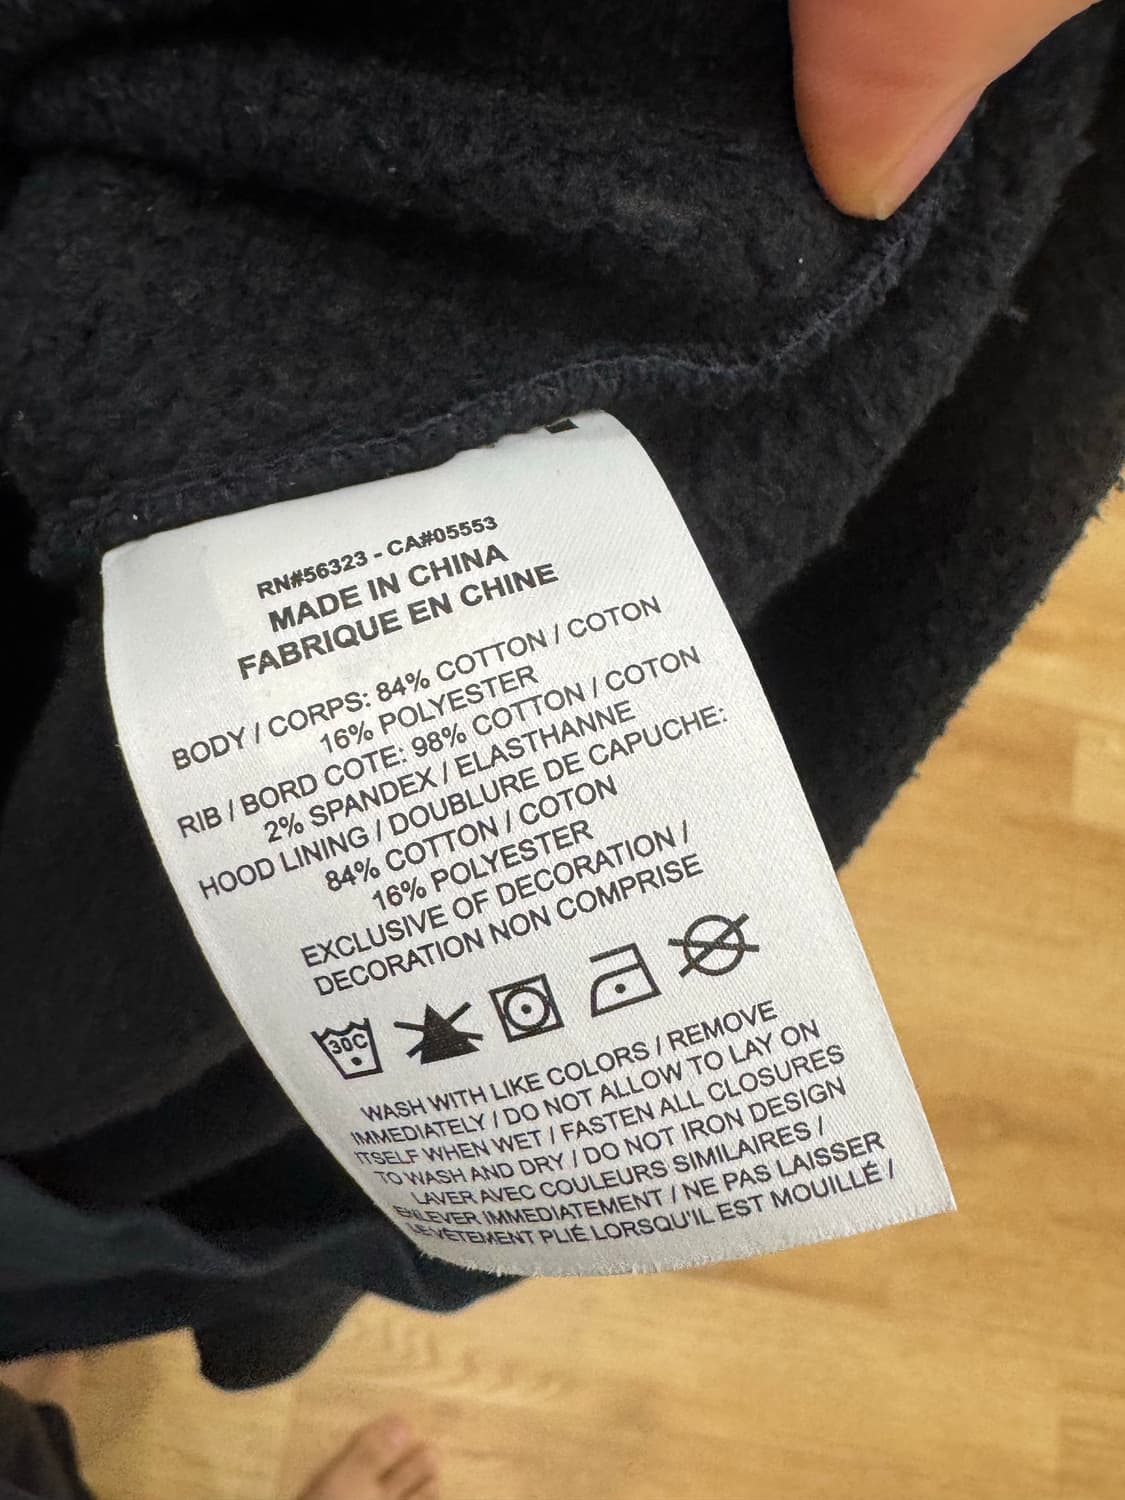 RN#56323 - CA#05553
MADE IN CHINA
FABRIQUE EN CHINE
BODY / CORPS: 84% COTTON / COTON
16% POLYESTER
RIB / BORD COTE: 98% COTTON / COTON
2% SPANDEX / ELASTHANNE
HOOD LINING / DOUBLURE DE CAPUCHE:
84% COTTON / COTON
16% POLYESTER
EXCLUSIVE OF DECORATION /
DECORATION NON COMPRISE
30C
WASH WITH LIKE COLORS / REMOVE
IMMEDIATELY / DO NOT ALLOW TO LAY ON
ITSELF WHEN WET / FASTEN ALL CLOSURES
TO WASH AND DRY / DO NOT IRON DESIGN
LAVER AVEC COULEURS SIMILAIRES /
ENLEVER IMMEDIATEMENT / NE PAS LAISSER
LE VÊTEMENT PLIÉ LORSQU'IL EST MOUILLÉ /